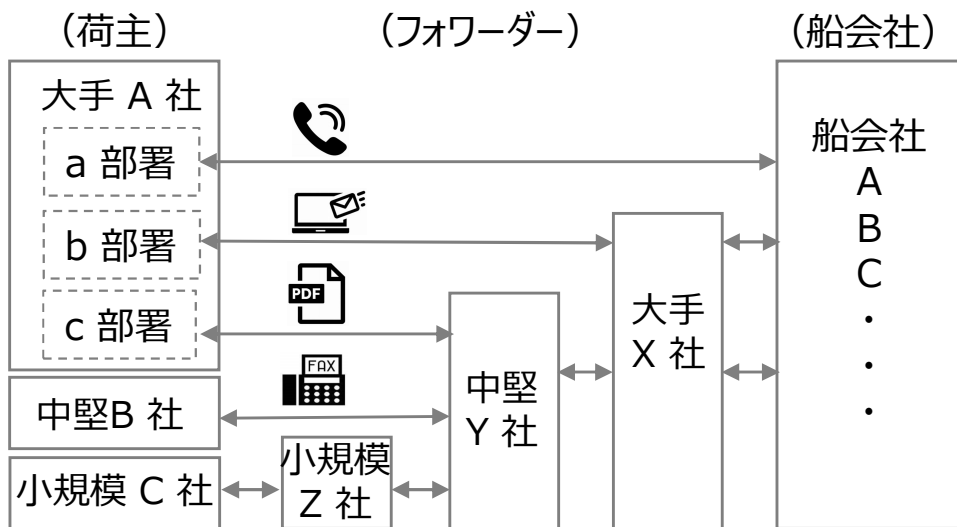 （荷主）
（フォワーダー）
（船会社）
大手 A 社
a 部署
b 部署
c 部署
PDF
FAX
中堅B 社
小規模 C 社
小規模
Z 社
中堅
Y 社
大手
X 社
船会社
A
B
C
・
・
・